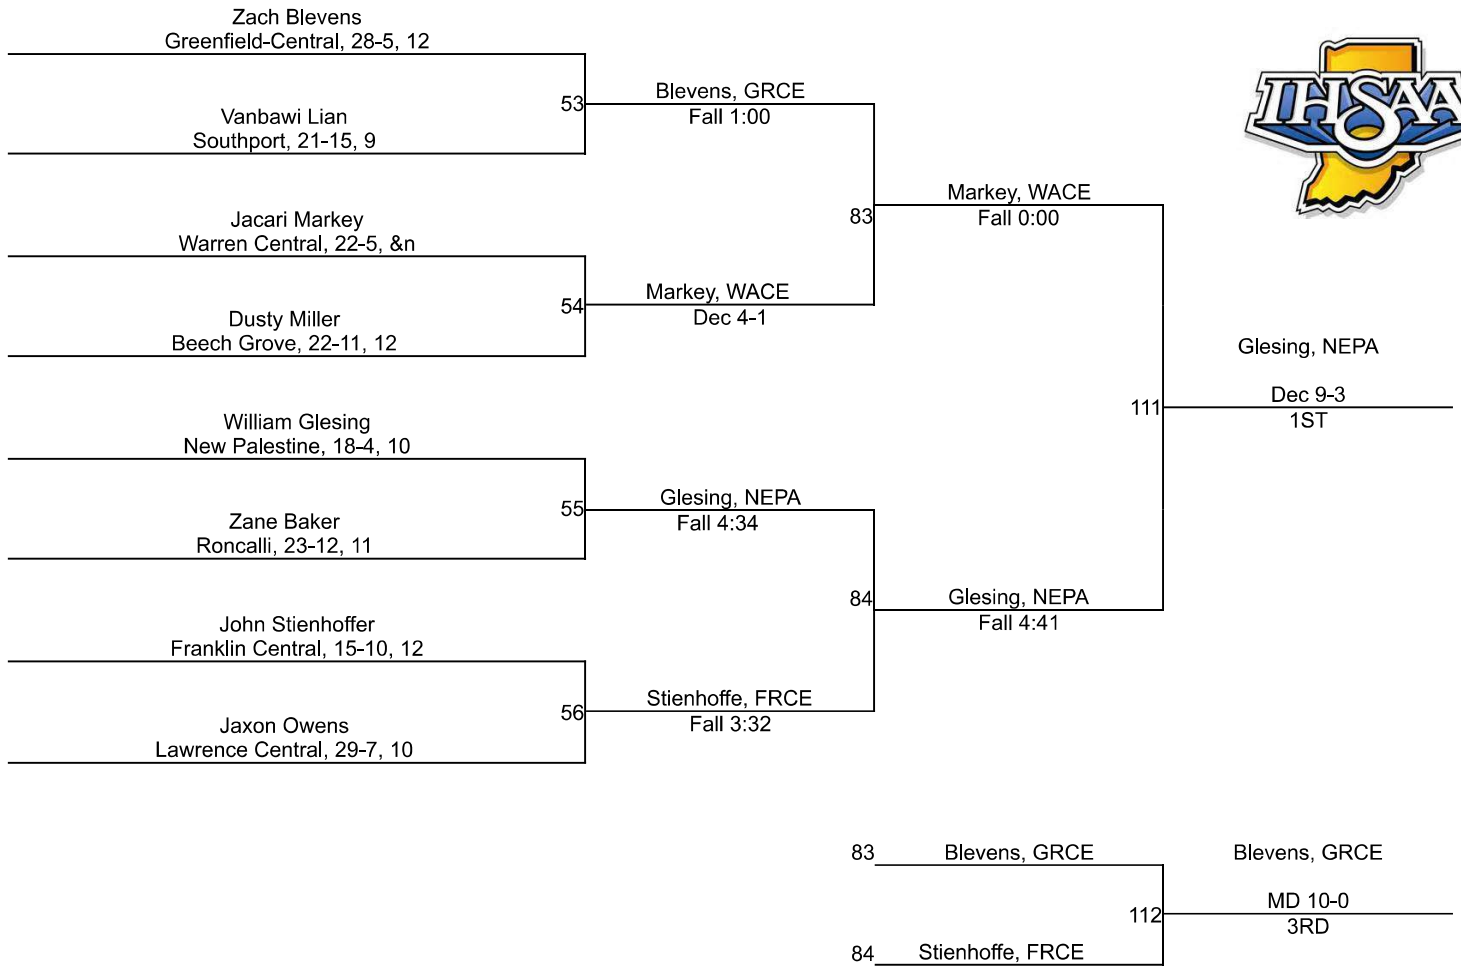 Zach Blevens
Greenfield-Central, 28-5, 12
53
Blevens, GRCE
Fall 1:00
Vanbawi Lian
Southport, 21-15, 9
IHSAA
83
Markey, WACE
Fall 0:00
Jacari Markey
Warren Central, 22-5, &n
54
Markey, WACE
Dec 4-1
Dusty Miller
Beech Grove, 22-11, 12
111
Glesing, NEPA
Dec 9-3
1ST
William Glesing
New Palestine, 18-4, 10
55
Glesing, NEPA
Fall 4:34
Zane Baker
Roncalli, 23-12, 11
84
Glesing, NEPA
Fall 4:41
John Stienhoffer
Franklin Central, 15-10, 12
56
Stienhoffe, FRCE
Fall 3:32
Jaxon Owens
Lawrence Central, 29-7, 10
83
Blevens, GRCE
112
Blevens, GRCE
MD 10-0
3RD
84
Stienhoffe, FRCE